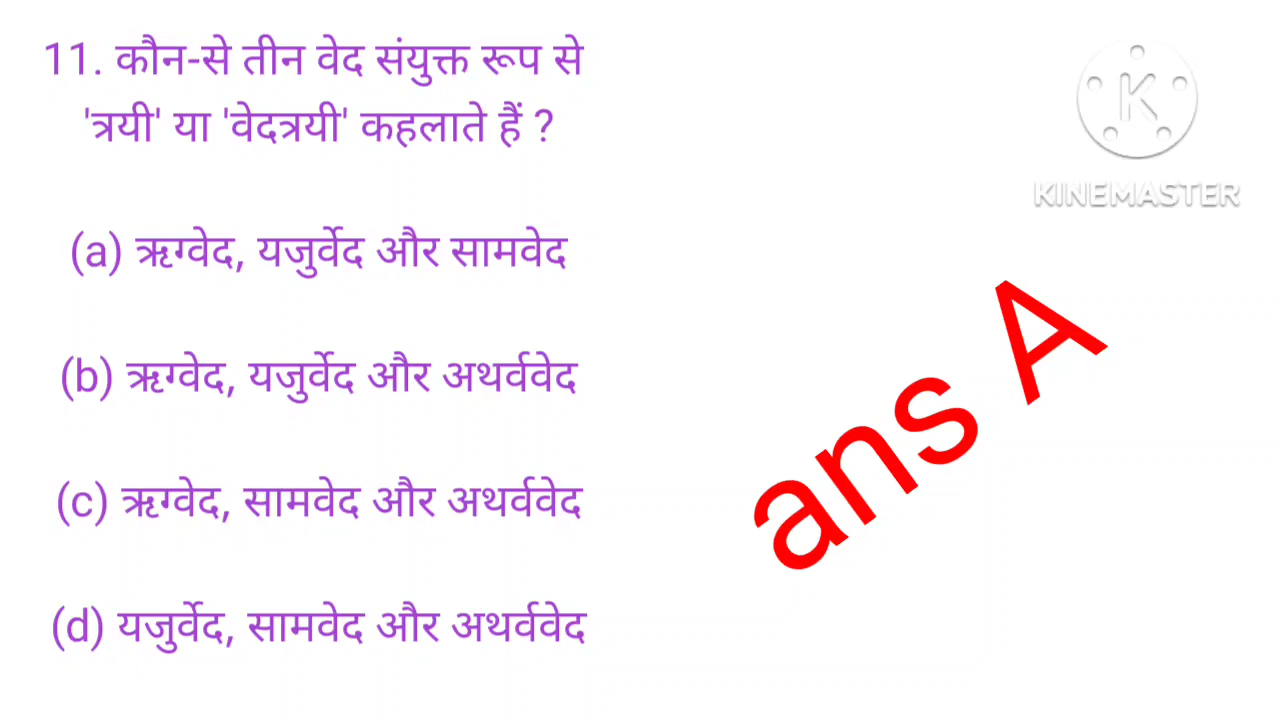 11. कौन-से तीन वेद संयुक्त रूप से
'त्रयी' या 'वेदत्रयी' कहलाते हैं ?
(a) ऋग्वेद, यजुर्वेद और सामवेद
(b) ऋग्वेद, यजुर्वेद और अथर्ववेद
(c) ऋग्वेद, सामवेद और अथर्ववेद
(d) यजुर्वेद, सामवेद और अथर्ववेद
K
KINEMASTER
ans A